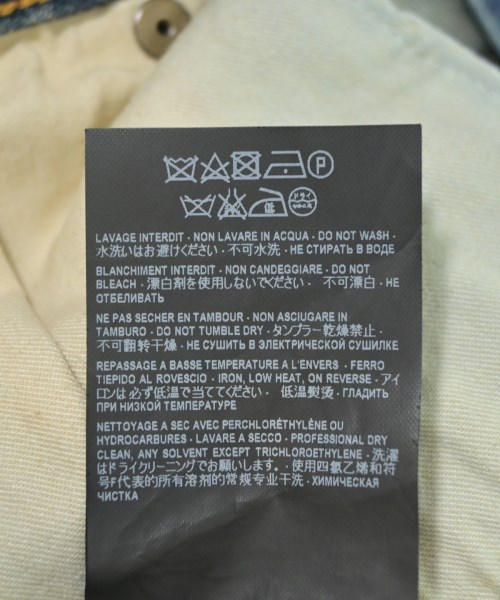 P
低 ドライ
LAVAGE INTERDIT - NON LAVARE IN ACQUA - DO NOT WASH -
水洗いはお避けください · 不可水洗 - НЕ СТИРАТЬ В ВОДЕ
BLANCHIMENT INTERDIT - NON CANDEGGIARE - DO NOT
BLEACH - 漂白剤を使用しないでください · 不可漂白 - НЕ
ОТБЕЛИВАТЬ
NE PAS SECHER EN TAMBOUR - NON ASCIUGARE IN
TAMBURO - DO NOT TUMBLE DRY - タンブラー乾燥禁止 -
不可翻转干燥 - НЕ СУШИТЬ В ЭЛЕКТРИЧЕСКОЙ СУШИЛКЕ
REPASSAGE A BASSE TEMPERATURE A L'ENVERS - FERRO
TIEPIDO AL ROVESCIO - IRON, LOW HEAT, ON REVERSE - アイ
ロンは必ず低温で当ててください · 低温熨烫 - ГЛАДИТЬ
ПРИ НИЗКОЙ ТЕМПЕРАТУРЕ
NETTOYAGE A SEC AVEC PERCHLORÉTHYLÈNE OU
HYDROCARBURES - LAVARE A SECCO - PROFESSIONAL DRY
CLEAN, ANY SOLVENT EXCEPT TRICHLOROETHYLENE - 洗濯
はドライクリーニングでお願いします。 - 使用四氯乙烯和符
号F代表的所有溶剂的常规专业干洗 - ХИМИЧЕСКАЯ
ЧИСТКА